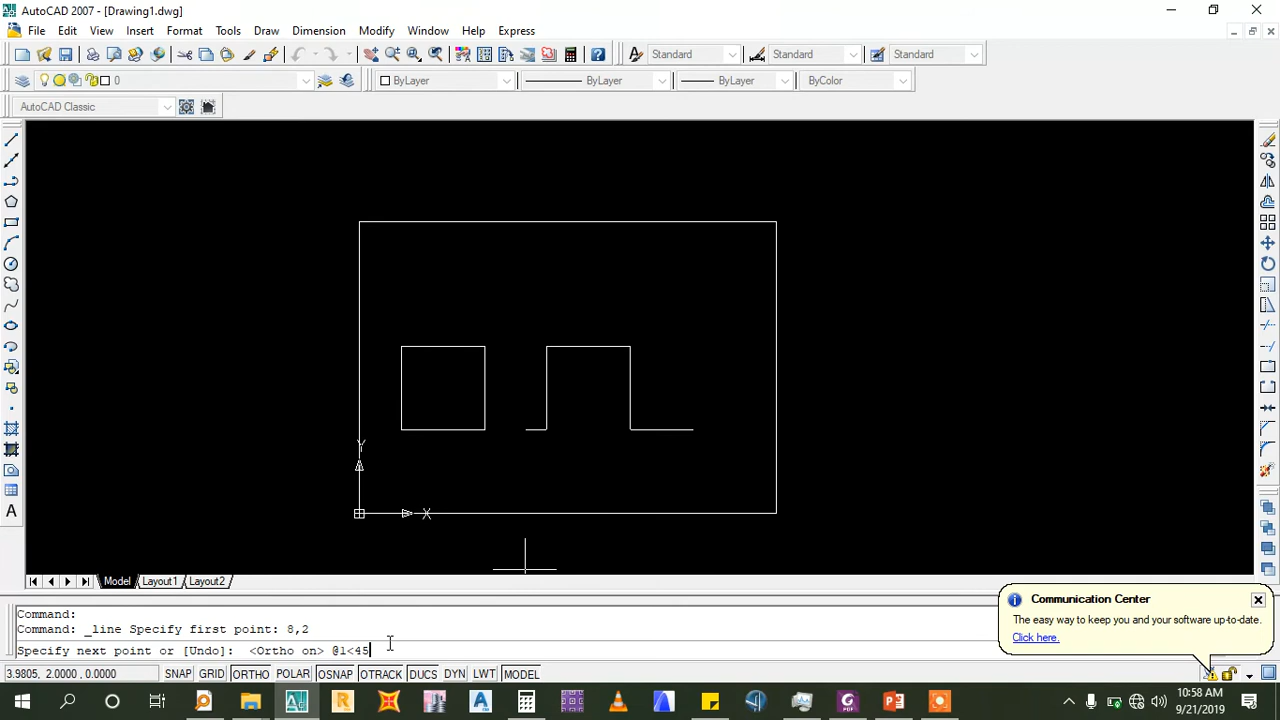 AutoCAD 2007 - [Drawing1.dwg]
File Edit View Insert Format Tools Draw Dimension Modify Window Help Express
Standard Standard Standard
0 ByLayer ByLayer ByLayer ByColor
AutoCAD Classic
Y
X
Model Layout1 Layout2
Communication Center
The easy way to keep you and your software up-to-date.
Click here.
Command:
Command: _line Specify first point: 8,2
Specify next point or [Undo]: <Ortho on> @1<45
3.9805, 2.0000, 0.0000 SNAP GRID ORTHO POLAR OSNAP OTRACK DUCS DYN LWT MODEL
10:58 AM
9/21/2019